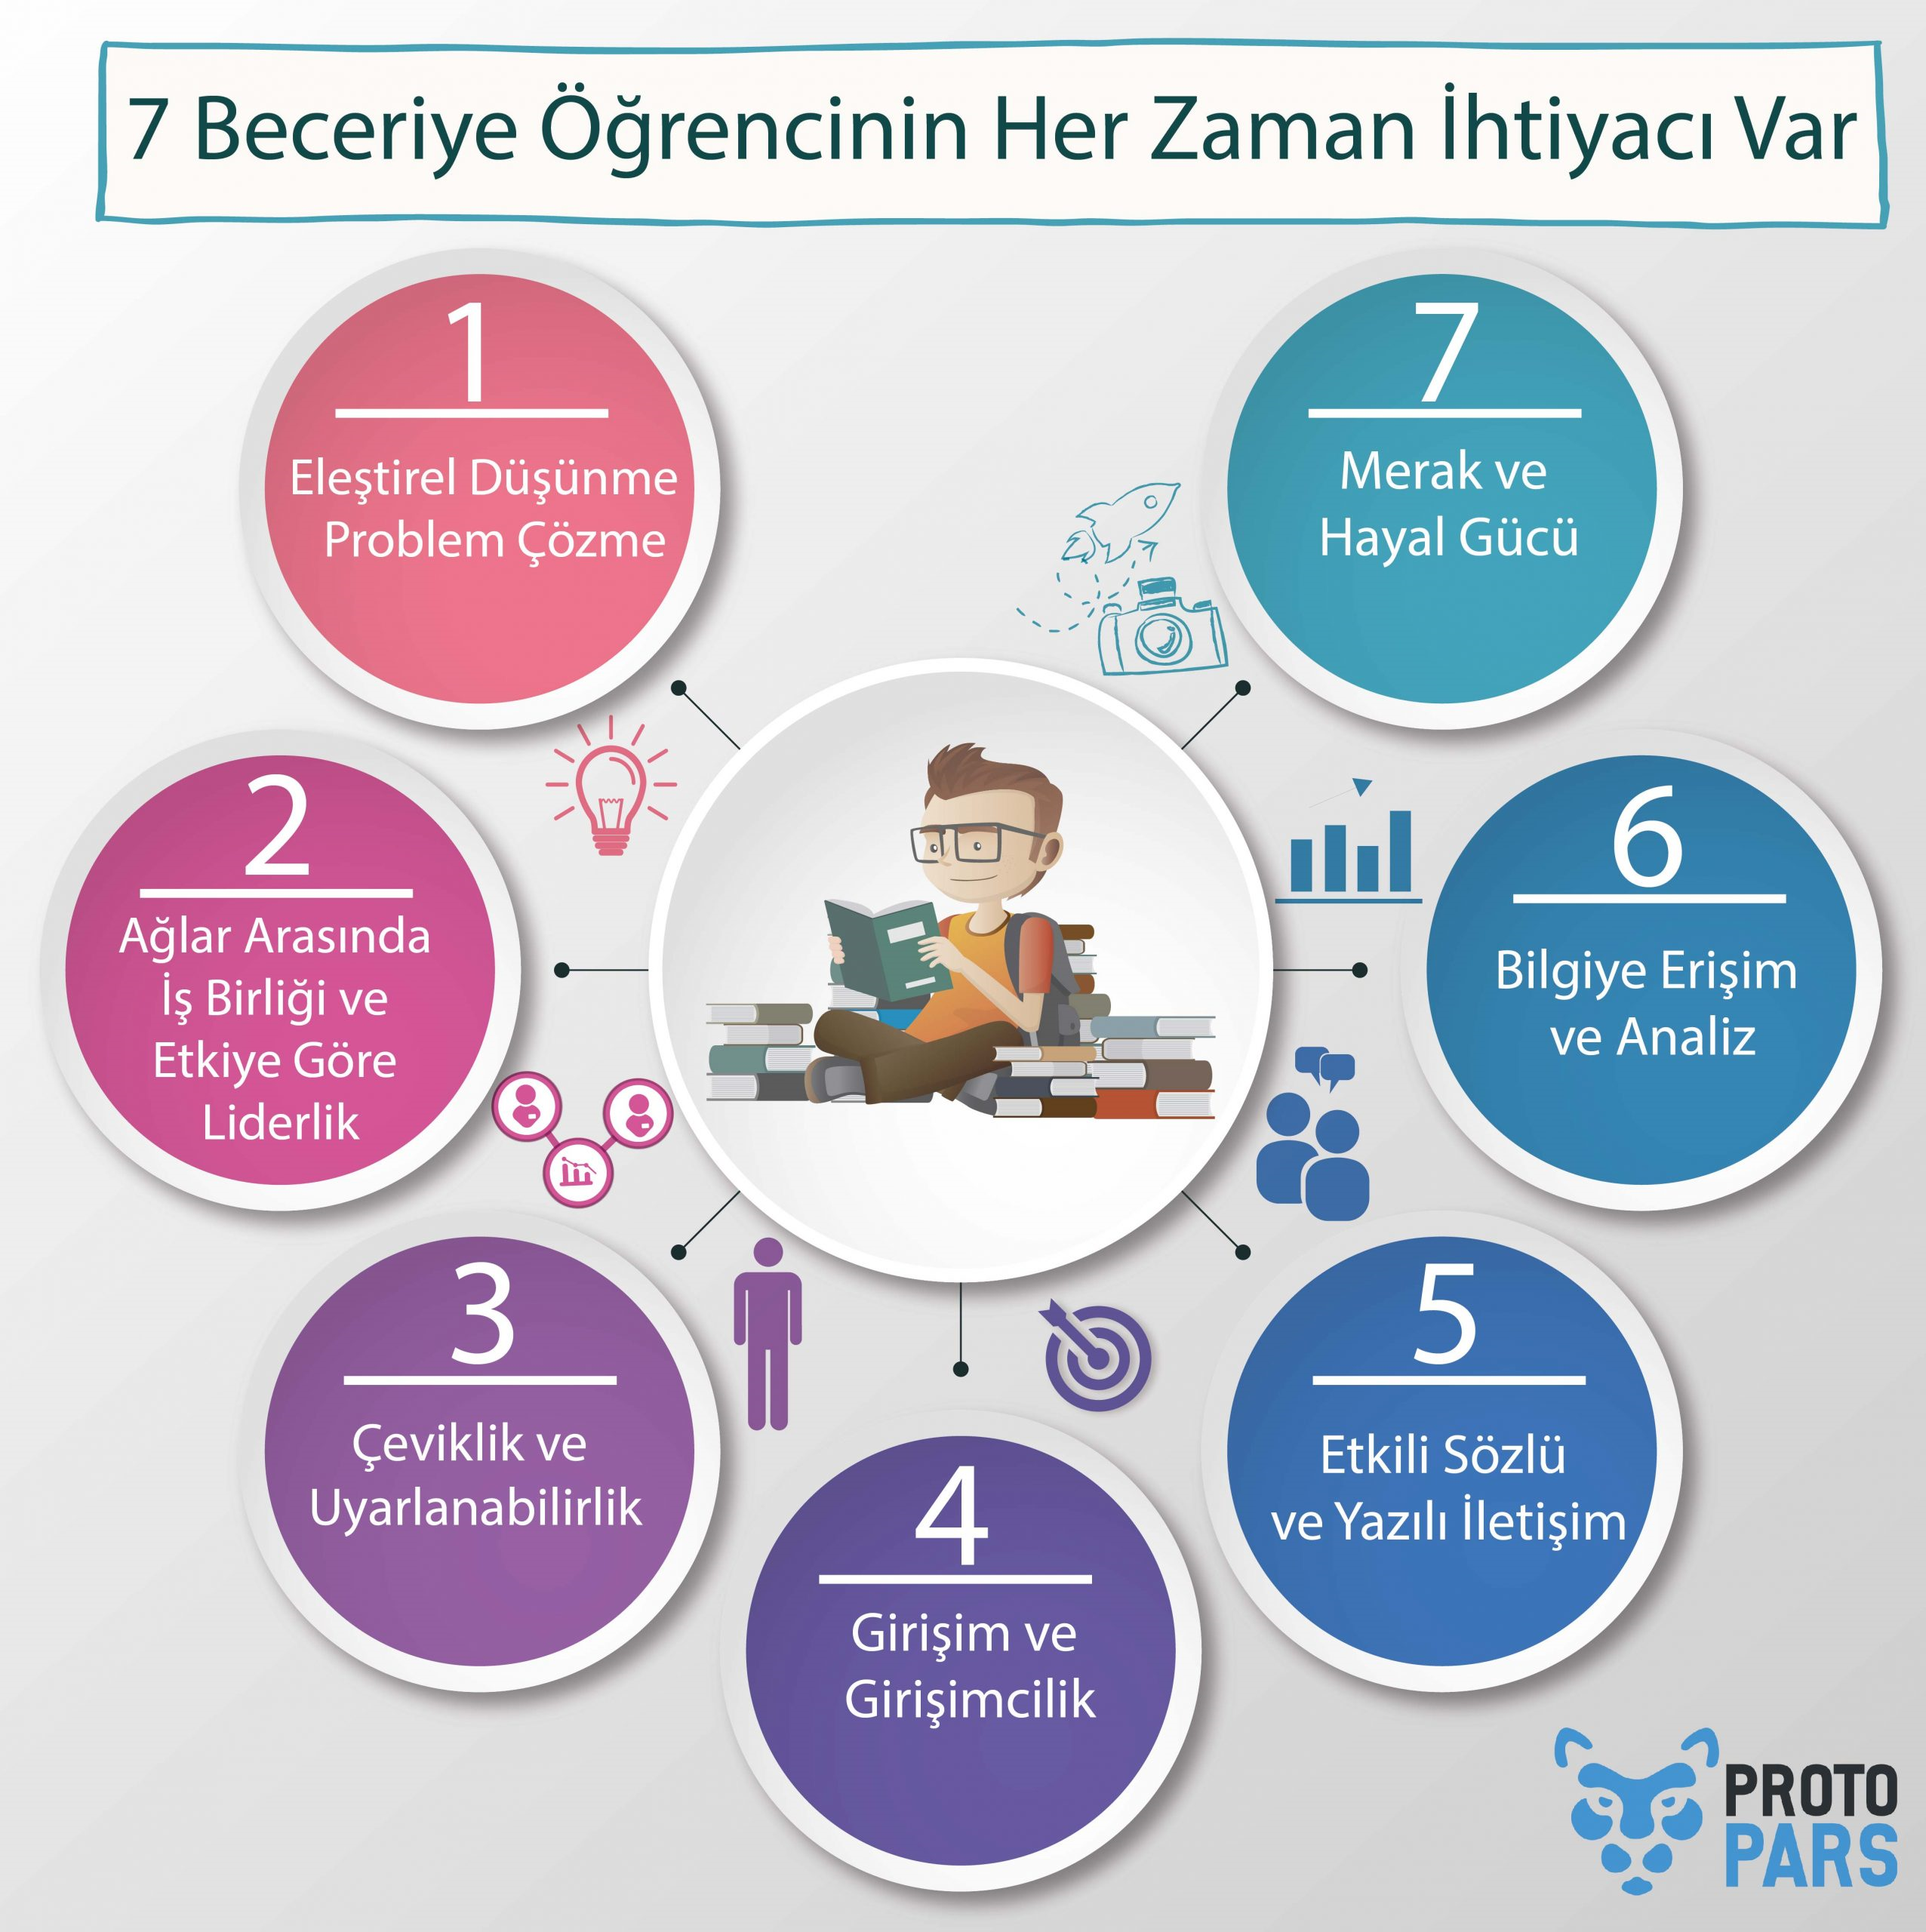 7 Beceriye Öğrencinin Her Zaman İhtiyacı Var
1
Eleştirel Düşünme
Problem Çözme
2
Ağlar Arasında
İş Birliği ve
Etkiye Göre
Liderlik
3
Çeviklik ve
Uyarlanabilirlik
4
Girişim ve
Girişimcilik
5
Etkili Sözlü
ve Yazılı İletişim
6
Bilgiye Erişim
ve Analiz
7
Merak ve
Hayal Gücü
PROTO
PARS